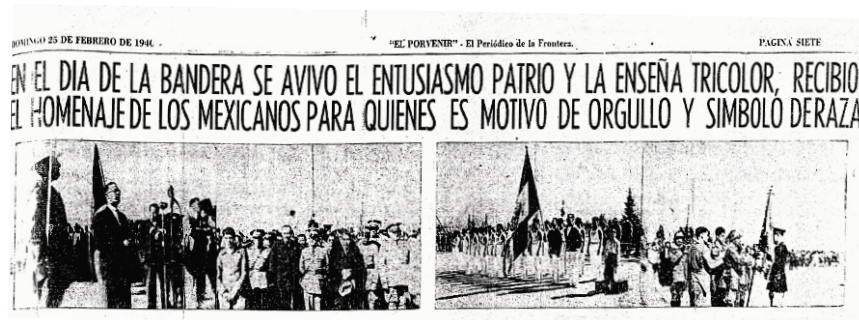 DOMINGO 25 DE FEBRERO DE 1940 "EL PORVENIR" - El Periódico de la Frontera. PAGINA SIETE
EN EL DIA DE LA BANDERA SE AVIVO EL ENTUSIASMO PATRIO Y LA ENSEÑA TRICOLOR, RECIBIO
EL HOMENAJE DE LOS MEXICANOS PARA QUIENES ES MOTIVO DE ORGULLO Y SIMBOLO DE RAZA